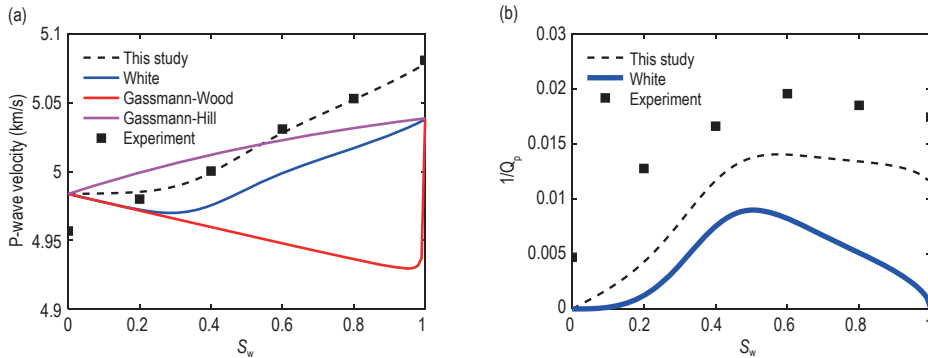 (a)
5.1
5.05
5
4.95
4.9
P-wave velocity (km/s)
This study
White
Gassmann-Wood
Gassmann-Hill
Experiment
0
0.2
0.4
0.6
0.8
1
Sw
(b)
0.03
0.025
0.02
0.015
0.01
0.005
0
1/Qp
This study
White
Experiment
0
0.2
0.4
0.6
0.8
1
Sw